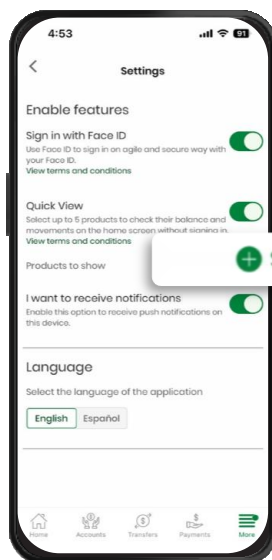 4:53
91
Settings
Enable features
Sign in with Face ID
Use Face ID to sign in an agile and secure way with
your Face ID.
View terms and conditions
Quick View
Select up to 5 products to check their balance and
movements on the home screen without signing in.
View terms and conditions
Products to show
I want to receive notifications
Enable this option to receive push notifications on
this device.
Language
Select the language of the application
English Español
Home Accounts Transfers Payments More